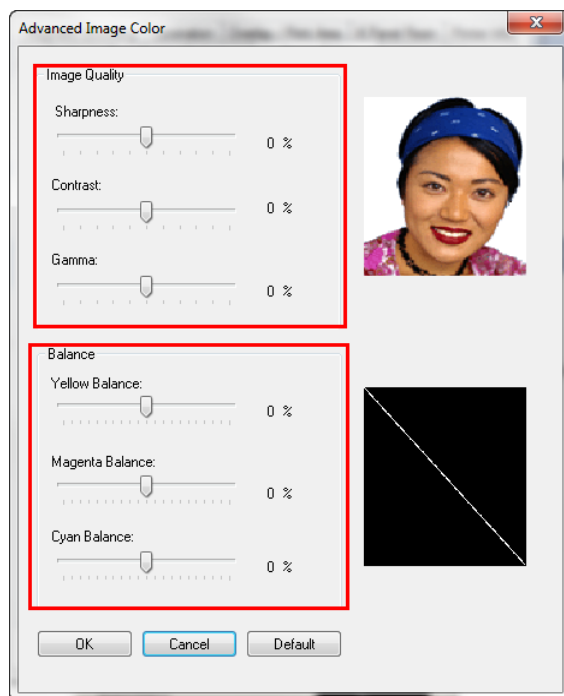 Advanced Image Color
Image Quality
Sharpness:
0 %
Contrast:
0 %
Gamma:
0 %
Balance
Yellow Balance:
0 %
Magenta Balance:
0 %
Cyan Balance:
0 %
OK Cancel Default